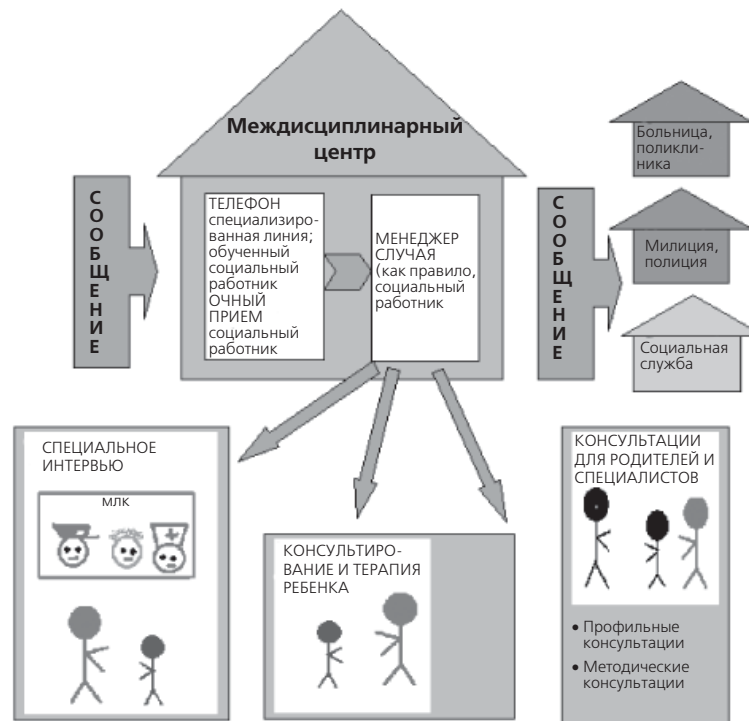 Междисциплинарный
центр
СООБЩЕНИЕ
ТЕЛЕФОН
специализиро-
ванная линия;
обученный
социальный
работник
ОЧНЫЙ
ПРИЕМ
социальный
работник
МЕНЕДЖЕР
СЛУЧАЯ
(как правило,
социальный
работник
СООБЩЕНИЕ
Больница,
поликли-
ника
Милиция,
полиция
Социальная
служба
СПЕЦИАЛЬНОЕ
ИНТЕРВЬЮ
МЛК
КОНСУЛЬТИРО-
ВАНИЕ И ТЕРАПИЯ
РЕБЕНКА
КОНСУЛЬТАЦИИ
ДЛЯ РОДИТЕЛЕЙ И
СПЕЦИАЛИСТОВ
• Профильные
консультации
• Методические
консультации